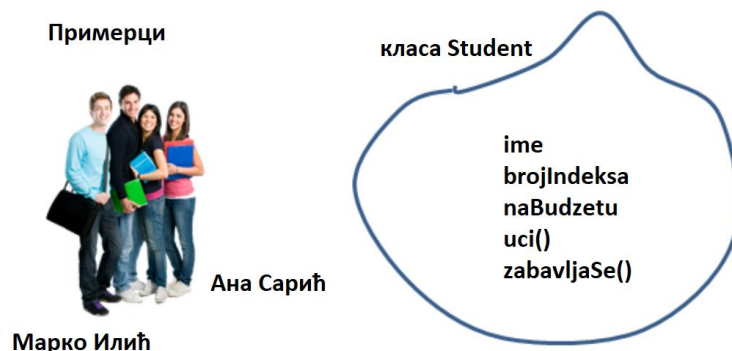 Примерци
класа Student
ime
brojIndeksa
naBudzetu
uci()
zabavljaSe()
Ана Сарић
Марко Илић